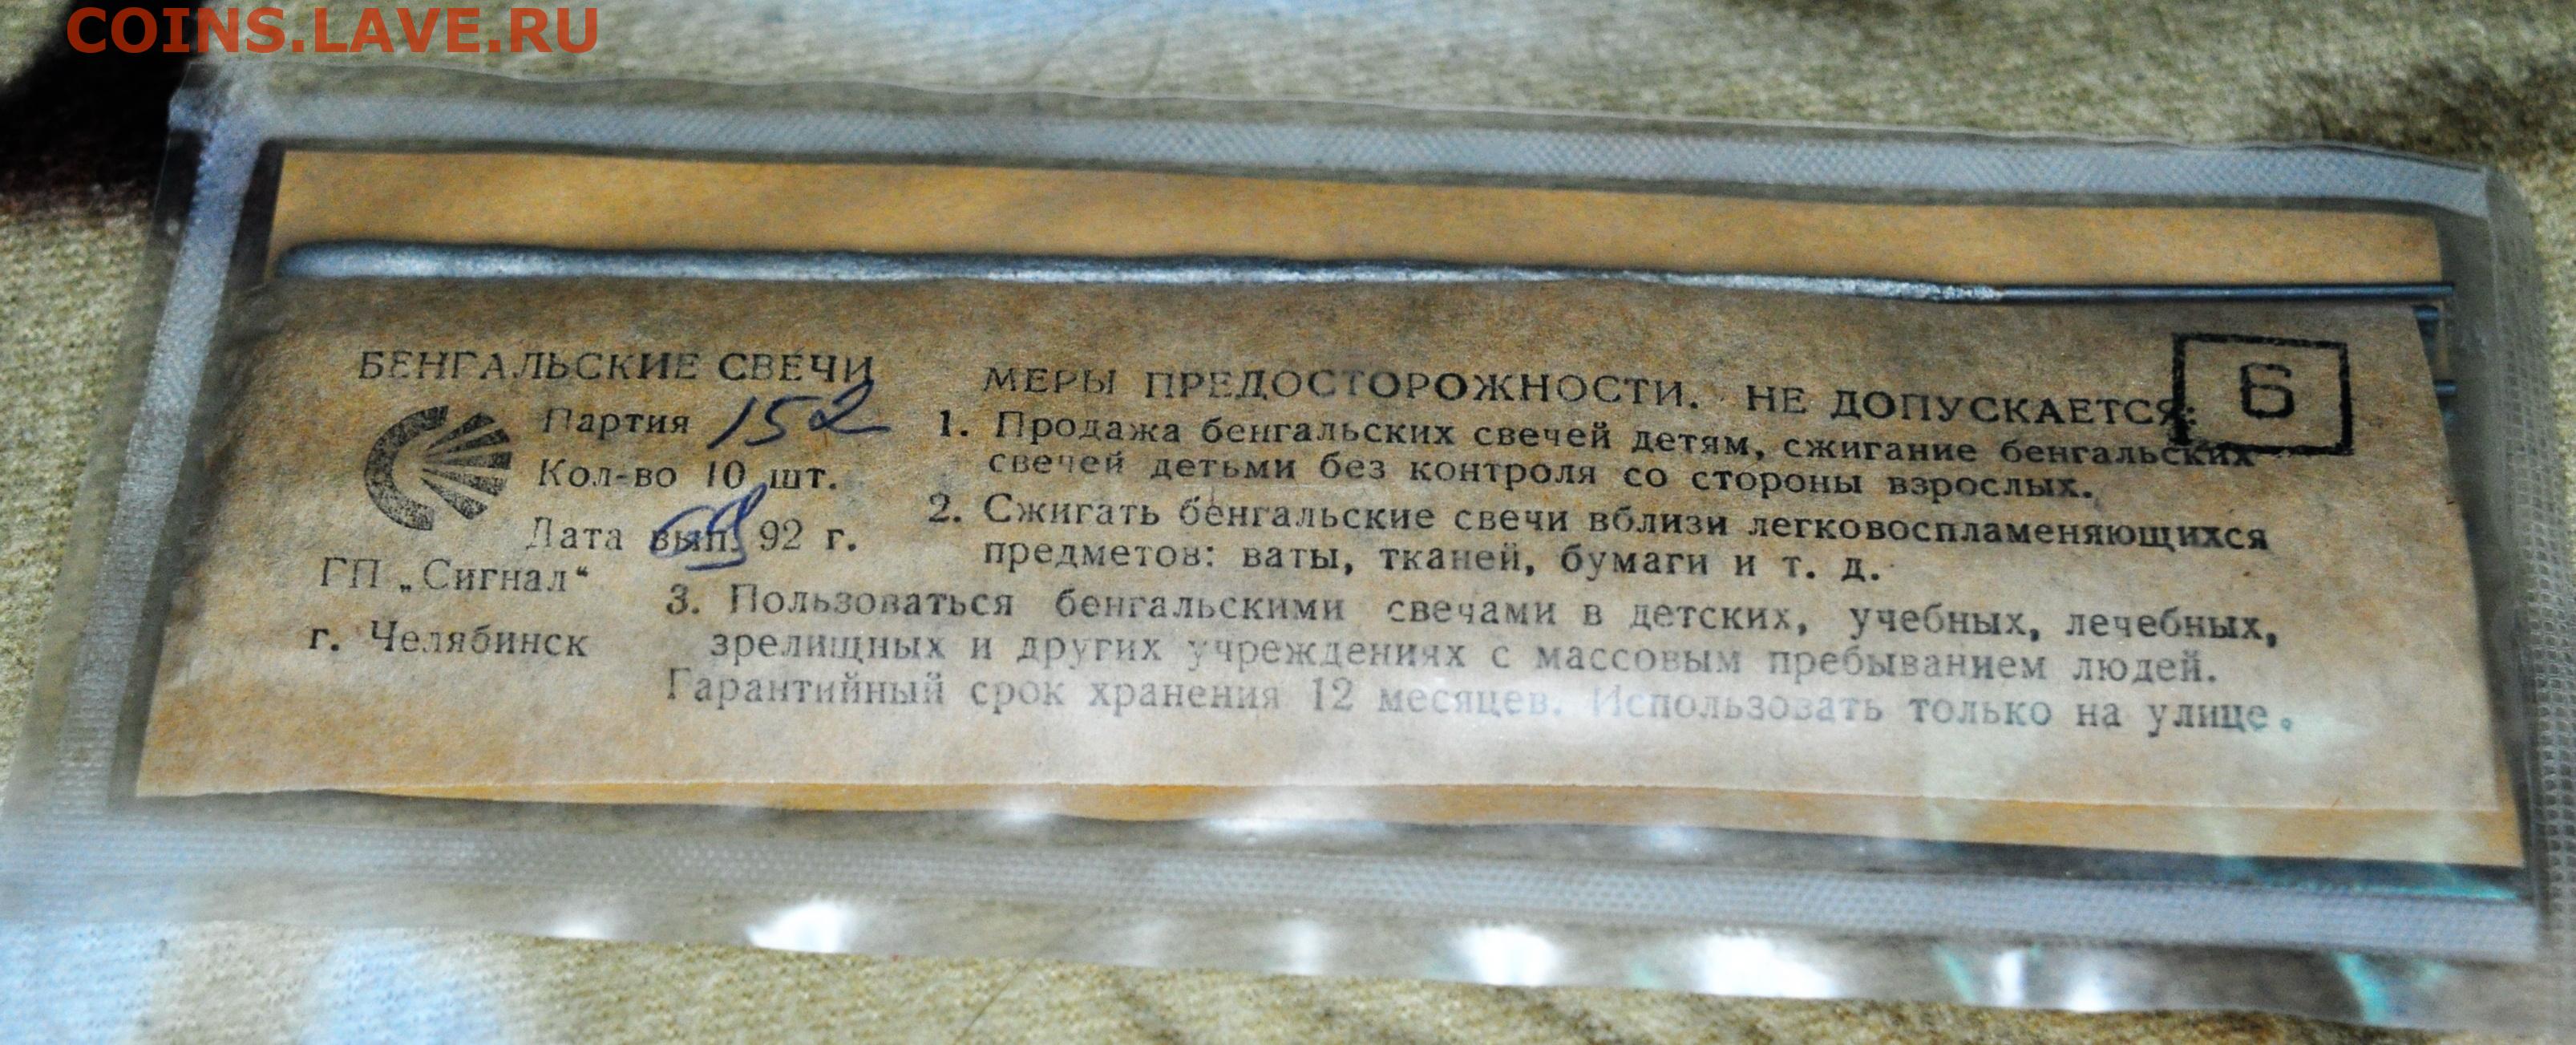 COINS.LAVE.RU
БЕНГАЛЬСКИЕ СВЕЧИ
Партия 152
Кол-во 10 шт.
Дата вып. 92 г.
ГП „Сигнал“
г. Челябинск
Б
МЕРЫ ПРЕДОСТОРОЖНОСТИ. НЕ ДОПУСКАЕТСЯ:
1. Продажа бенгальских свечей детям, сжигание бенгальских
свечей детьми без контроля со стороны взрослых.
2. Сжигать бенгальские свечи вблизи легковоспламеняющихся
предметов: ваты, тканей, бумаги и т. д.
3. Пользоваться бенгальскими свечами в детских, учебных, лечебных,
зрелищных и других учреждениях с массовым пребыванием людей.
Гарантийный срок хранения 12 месяцев. Использовать только на улице.